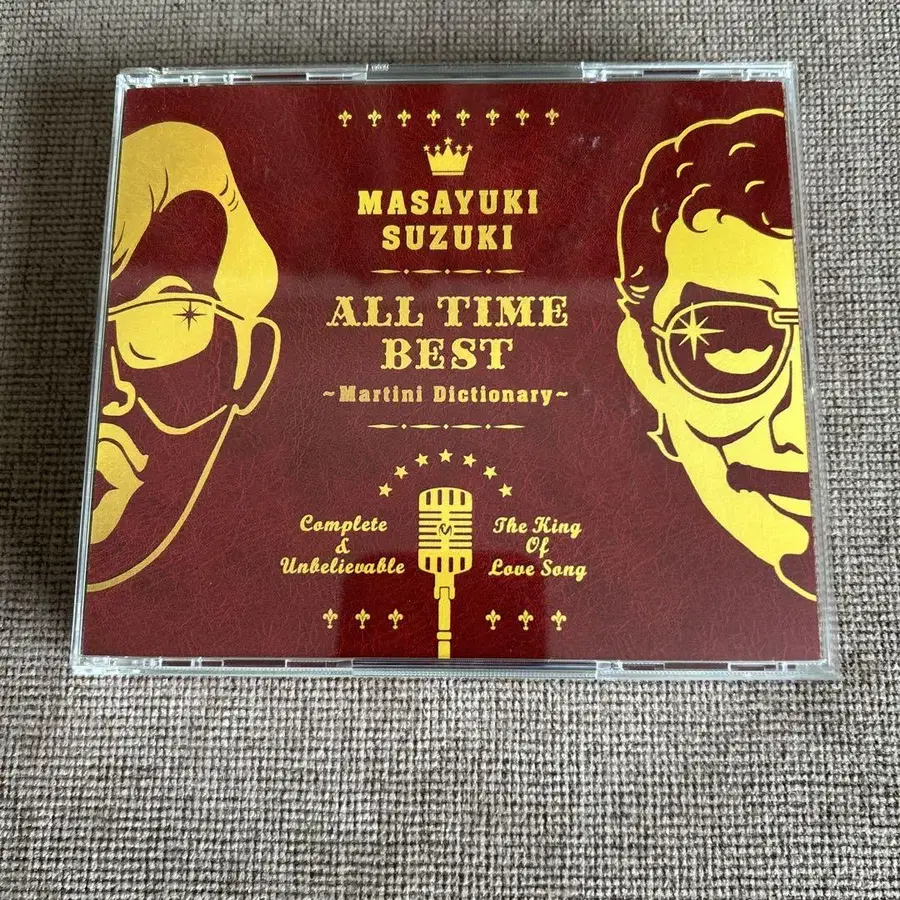 MASAYUKI
SUZUKI
ALL TIME
BEST
~Martini Dictionary~
Complete
&
Unbelievable
The King
Of
Love Song